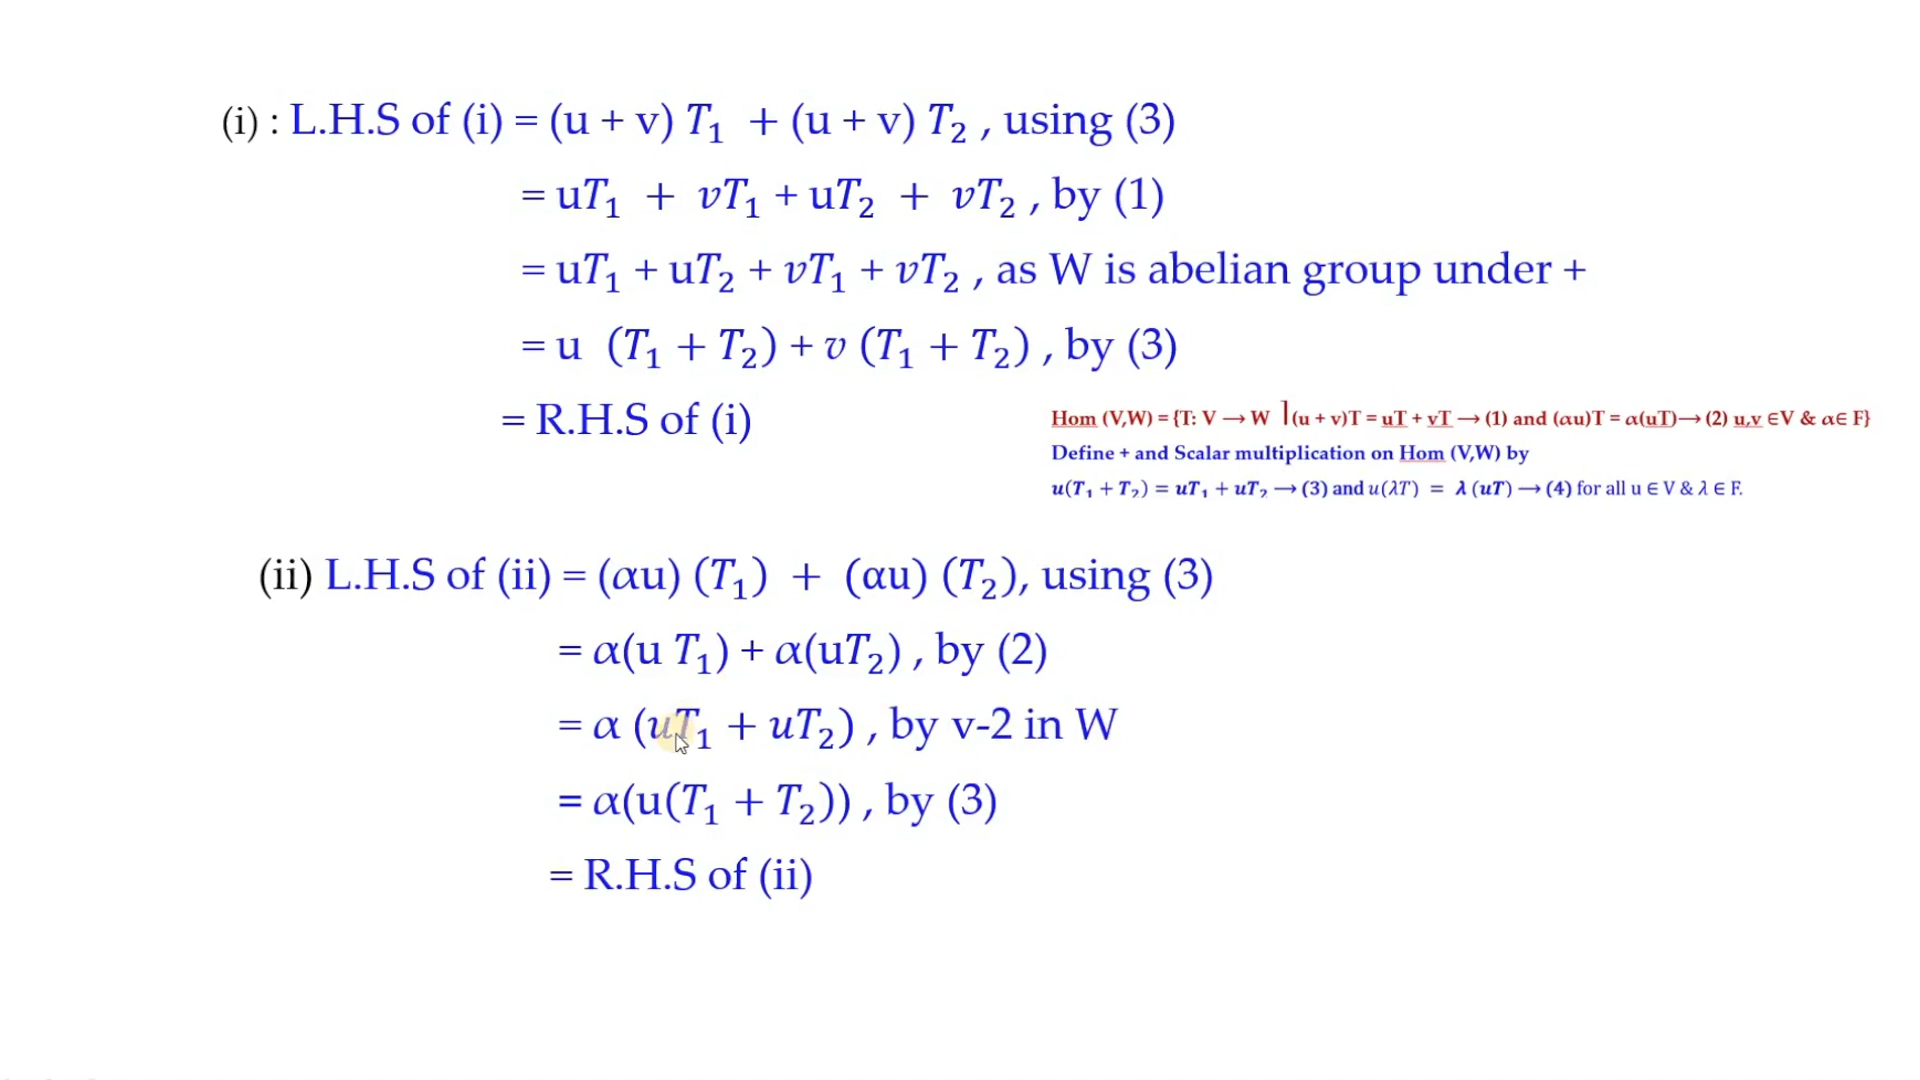 (i) : L.H.S of (i) = (u + v) T₁ + (u + v) T₂ , using (3)
= uT₁ + vT₁ + uT₂ + vT₂ , by (1)
= uT₁ + uT₂ + vT₁ + vT₂ , as W is abelian group under +
= u (T₁ + T₂) + v (T₁ + T₂) , by (3)
= R.H.S of (i)
Hom (V,W) = {T: V → W ⌉(u + v)T = uT + vT → (1) and (αu)T = α(uT)→ (2) u,v ∈V & α∈ F}
Define + and Scalar multiplication on Hom (V,W) by
u(T₁ + T₂) = uT₁ + uT₂ → (3) and u(λT) = λ (uT) → (4) for all u ∈ V & λ ∈ F.
(ii) L.H.S of (ii) = (αu) (T₁) + (αu) (T₂), using (3)
= α(u T₁) + α(uT₂) , by (2)
= α (uT₁ + uT₂) , by v-2 in W
= α(u(T₁ + T₂)) , by (3)
= R.H.S of (ii)